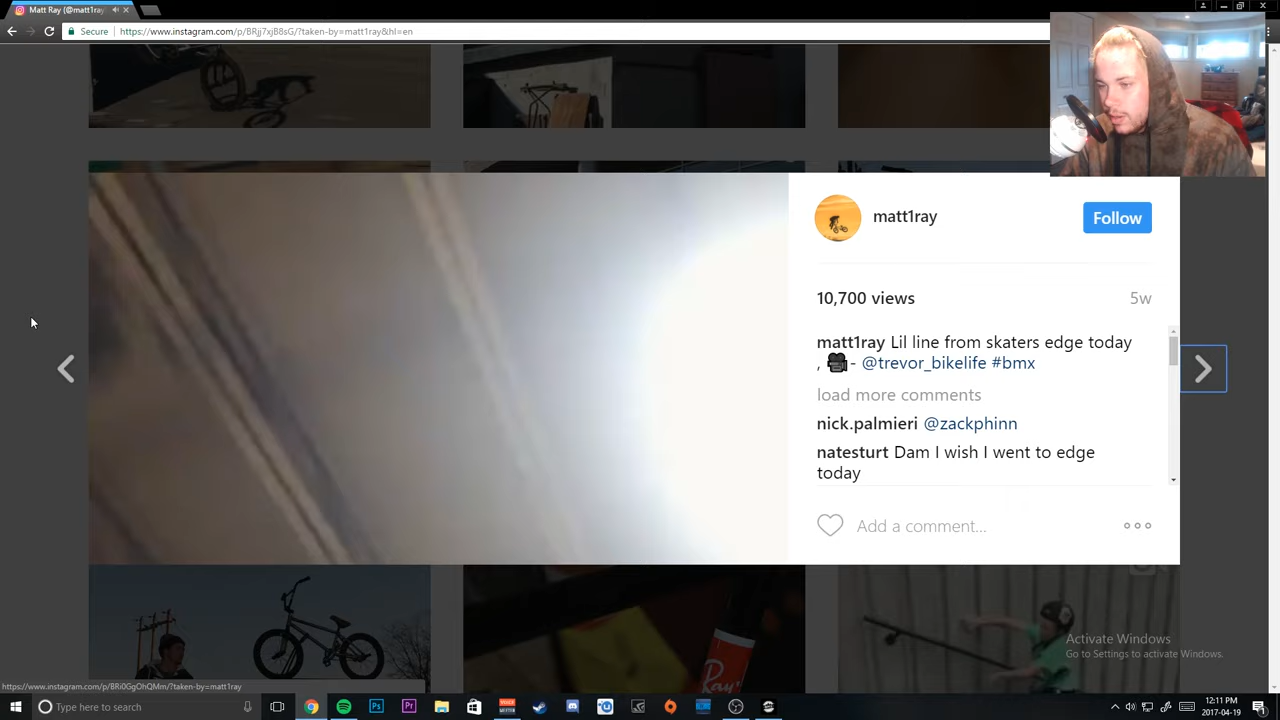 Matt Ray (@matt1ray
Secure
https://www.instagram.com/p/BRjj7xjB8sG/?taken-by=matt1ray&hl=en
matt1ray
Follow
10,700 views
5w
matt1ray Lil line from skaters edge today
, - @trevor_bikelife #bmx
load more comments
nick.palmieri @zackphinn
natesturt Dam I wish I went to edge
today
Add a comment...
Ray's
Activate Windows
Go to Settings to activate Windows.
https://www.instagram.com/p/BRi0GgOhQMm/?taken-by=matt1ray
Type here to search
Ps
Pr
12:11 PM
2017-04-19